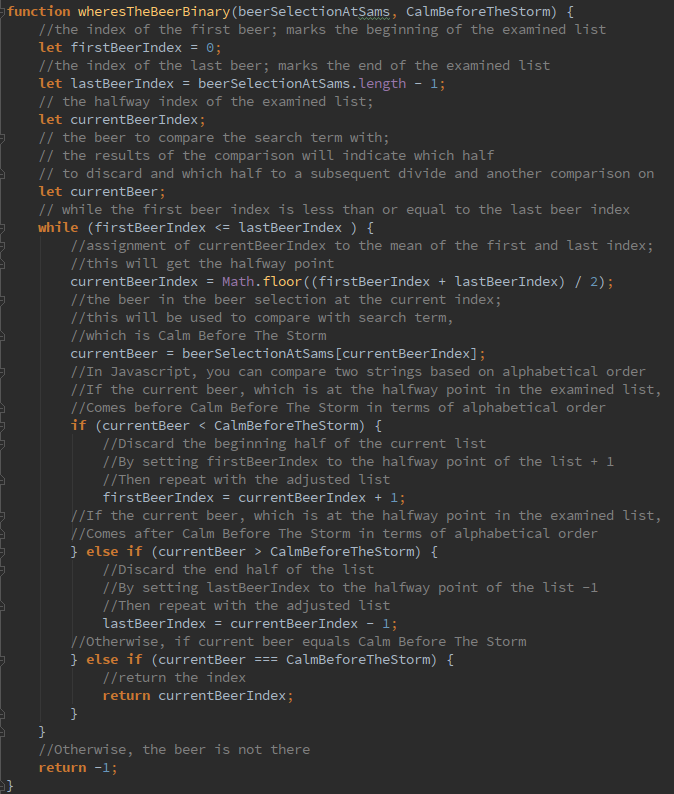 function wheresTheBeerBinary(beerSelectionAtSams, CalmBeforeTheStorm) {
    //the index of the first beer; marks the beginning of the examined list
    let firstBeerIndex = 0;
    //the index of the last beer; marks the end of the examined list
    let lastBeerIndex = beerSelectionAtSams.length - 1;
    // the halfway index of the examined list;
    let currentBeerIndex;
    // the beer to compare the search term with;
    // the results of the comparison will indicate which half
    // to discard and which half to a subsequent divide and another comparison on
    let currentBeer;
    // while the first beer index is less than or equal to the last beer index
    while (firstBeerIndex <= lastBeerIndex ) {
        //assignment of currentBeerIndex to the mean of the first and last index;
        //this will get the halfway point
        currentBeerIndex = Math.floor((firstBeerIndex + lastBeerIndex) / 2);
        //the beer in the beer selection at the current index;
        //this will be used to compare with search term,
        //which is Calm Before The Storm
        currentBeer = beerSelectionAtSams[currentBeerIndex];
        //In Javascript, you can compare two strings based on alphabetical order
        //If the current beer, which is at the halfway point in the examined list,
        //Comes before Calm Before The Storm in terms of alphabetical order
        if (currentBeer < CalmBeforeTheStorm) {
            //Discard the beginning half of the current list
            //By setting firstBeerIndex to the halfway point of the list + 1
            //Then repeat with the adjusted list
            firstBeerIndex = currentBeerIndex + 1;
        //If the current beer, which is at the halfway point in the examined list,
        //Comes after Calm Before The Storm in terms of alphabetical order
        } else if (currentBeer > CalmBeforeTheStorm) {
            //Discard the end half of the list
            //By setting lastBeerIndex to the halfway point of the list -1
            //Then repeat with the adjusted list
            lastBeerIndex = currentBeerIndex - 1;
        //Otherwise, if current beer equals Calm Before The Storm
        } else if (currentBeer === CalmBeforeTheStorm) {
            //return the index
            return currentBeerIndex;
        }
    }
    //Otherwise, the beer is not there
    return -1;
}